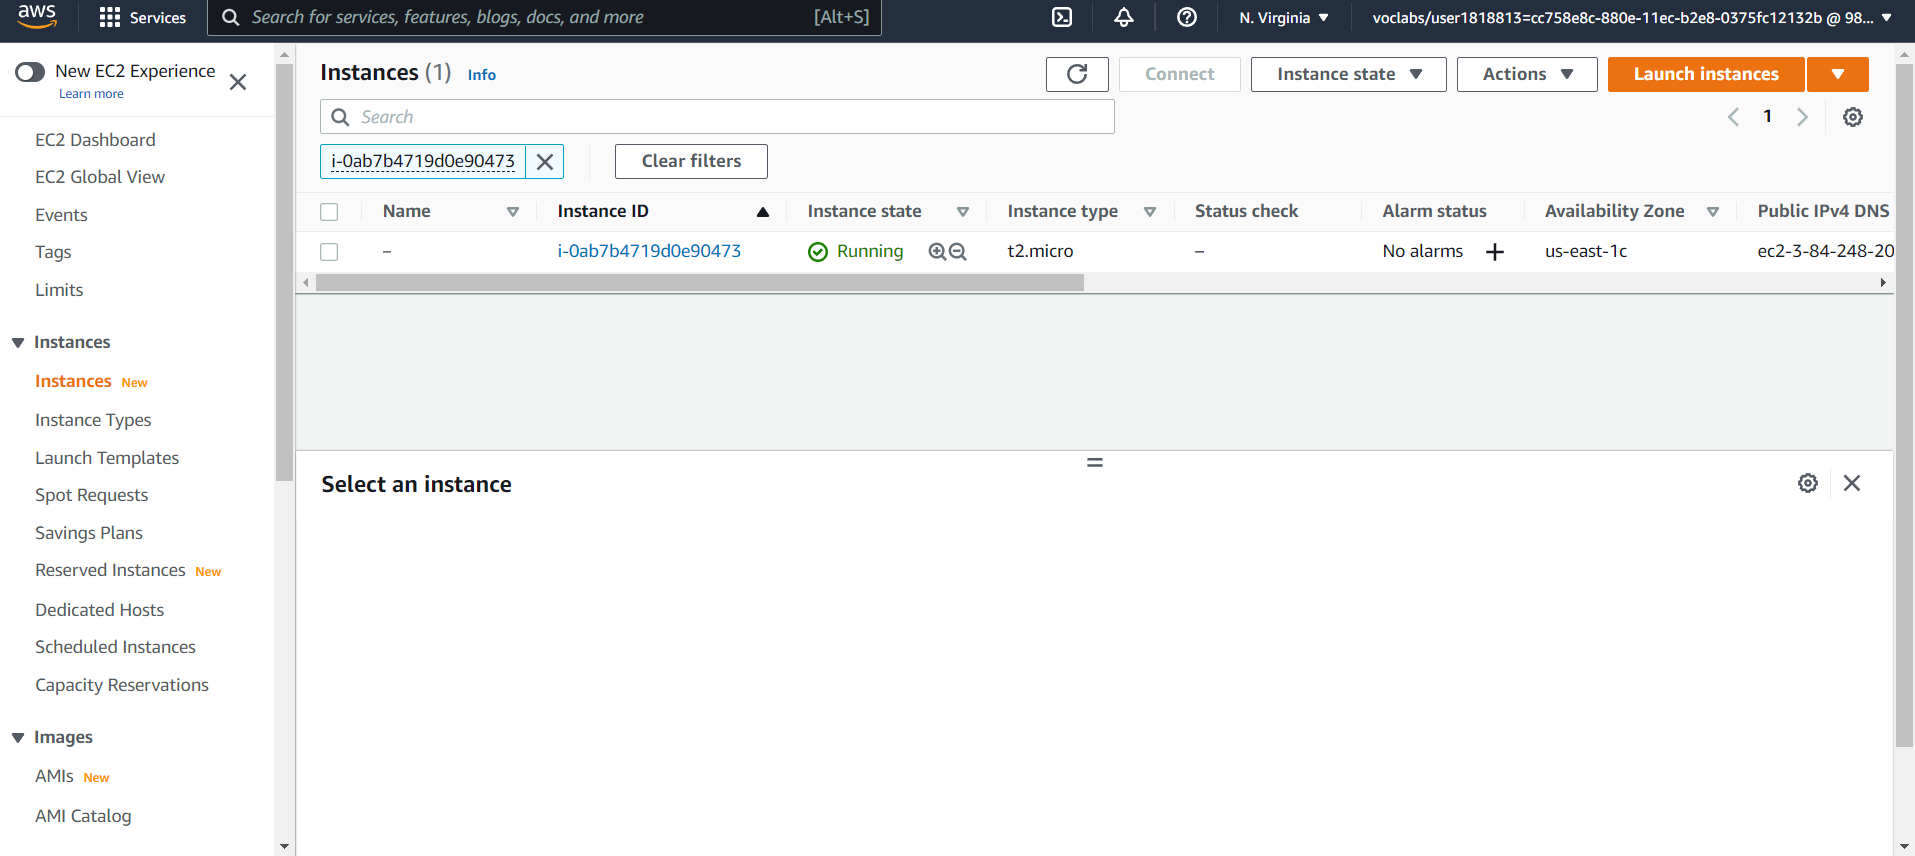 aws
Services
Search for services, features, blogs, docs, and more [Alt+S]
N. Virginia
voclabs/user1818813=cc758e8c-880e-11ec-b2e8-0375fc12132b @ 98...
New EC2 Experience
Learn more
EC2 Dashboard
EC2 Global View
Events
Tags
Limits
Instances
Instances New
Instance Types
Launch Templates
Spot Requests
Savings Plans
Reserved Instances New
Dedicated Hosts
Scheduled Instances
Capacity Reservations
Images
AMIs New
AMI Catalog
Instances (1) Info
Connect
Instance state
Actions
Launch instances
Search
1
i-0ab7b4719d0e90473
Clear filters
Name Instance ID Instance state Instance type Status check Alarm status Availability Zone Public IPv4 DNS
– i-0ab7b4719d0e90473 Running t2.micro – No alarms + us-east-1c ec2-3-84-248-20
Select an instance